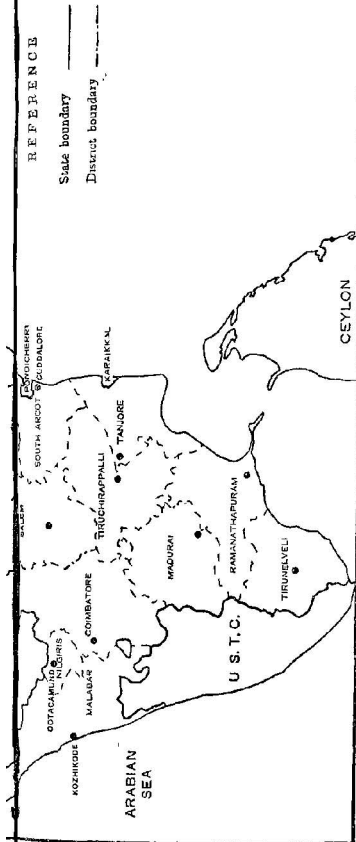 REFERENCE
State boundary
District boundary
PONDICHERRI
SOUTH ARCOT
CUDDALORE
SALEM
KARAIKKAL
TIRUCHIRAPPALLI
TANJORE
OOTACAMUND
NILGIRIS
COIMBATORE
MALABAR
KOZHIKODE
MADURAI
RAMANATHAPURAM
TIRUNELVELI
U S. T. C.
ARABIAN
SEA
CEYLON